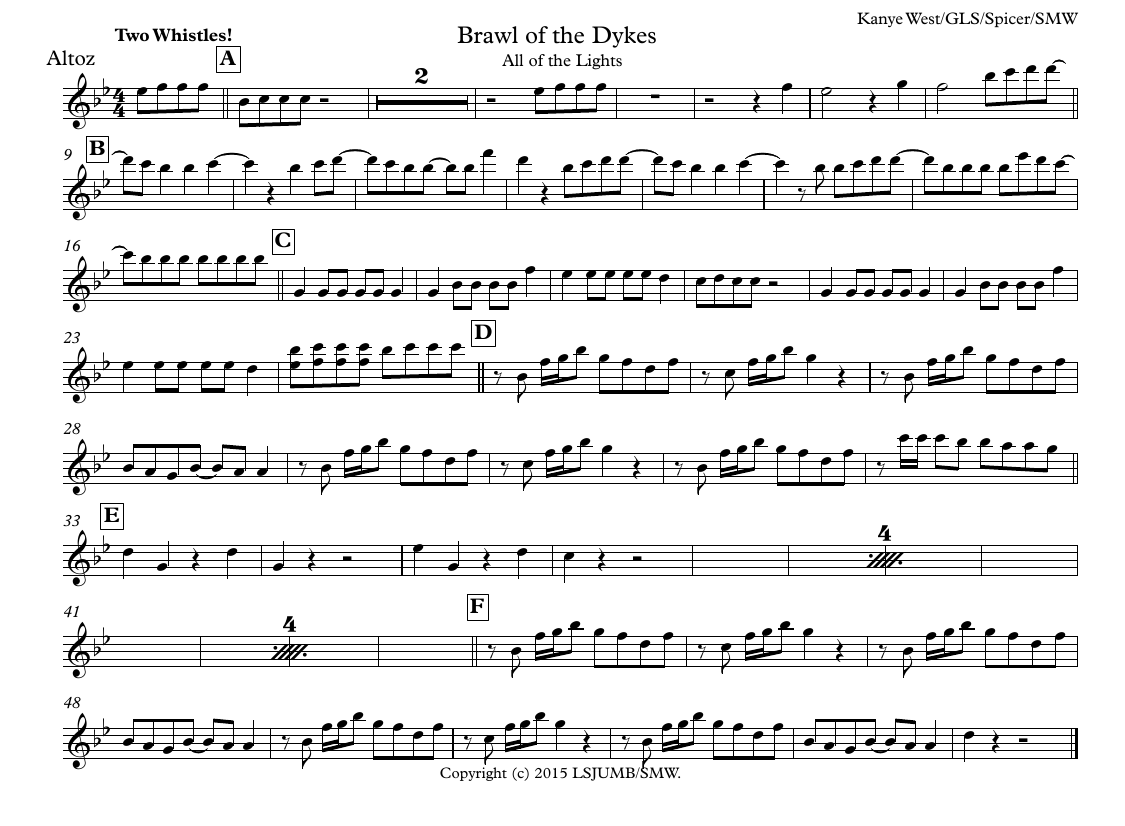 Kanye West/GLS/Spicer/SMW
Two Whistles!
Brawl of the Dykes
Altoz
A
All of the Lights
4
4
2
9
B
16
C
23
D
28
33
E
4
41
4
F
48
Copyright (c) 2015 LSJUMB/SMW.